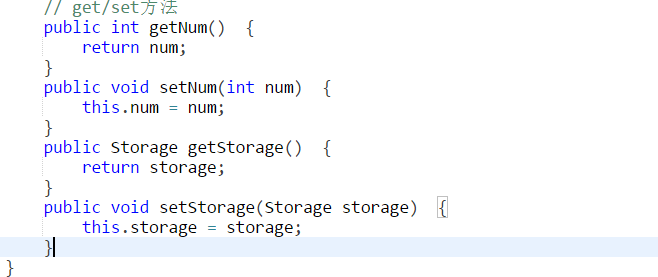 // get/set方法
public int getNum()  {
return num;
}
public void setNum(int num)  {
this.num = num;
}
public Storage getStorage()  {
return storage;
}
public void setStorage(Storage storage)  {
this.storage = storage;
}
}